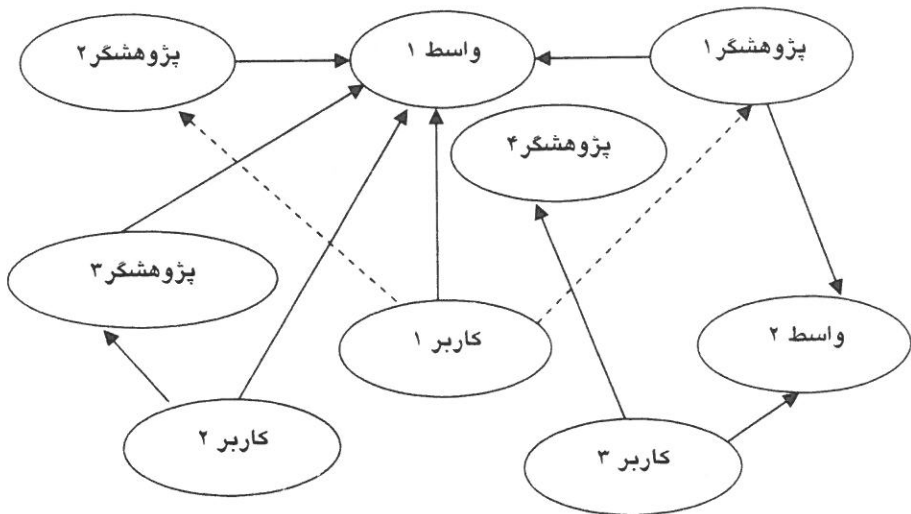 پژوهشگر۱
واسط ۱
پژوهشگر۲
پژوهشگر۴
پژوهشگر۳
کاربر ۱
واسط ۲
کاربر ۲
کاربر ۳